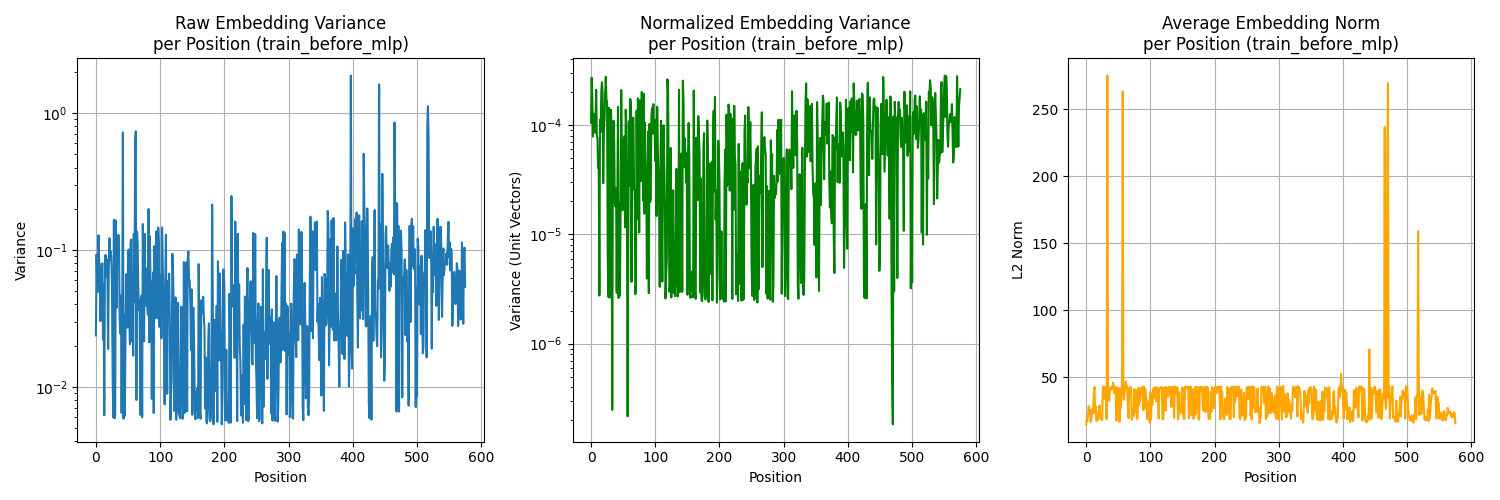 Raw Embedding Variance
per Position (train_before_mlp)
Variance
10^0
10^-1
10^-2
0 100 200 300 400 500 600
Position
Normalized Embedding Variance
per Position (train_before_mlp)
Variance (Unit Vectors)
10^-4
10^-5
10^-6
0 100 200 300 400 500 600
Position
Average Embedding Norm
per Position (train_before_mlp)
L2 Norm
250
200
150
100
50
0 100 200 300 400 500 600
Position